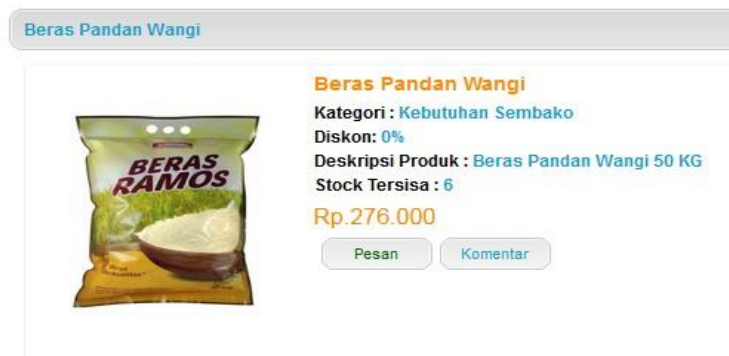 Beras Pandan Wangi
Beras Pandan Wangi
Kategori : Kebutuhan Sembako
Diskon: 0%
Deskripsi Produk : Beras Pandan Wangi 50 KG
Stock Tersisa : 6
Rp.276.000
Pesan
Komentar
BERAS
RAMOS